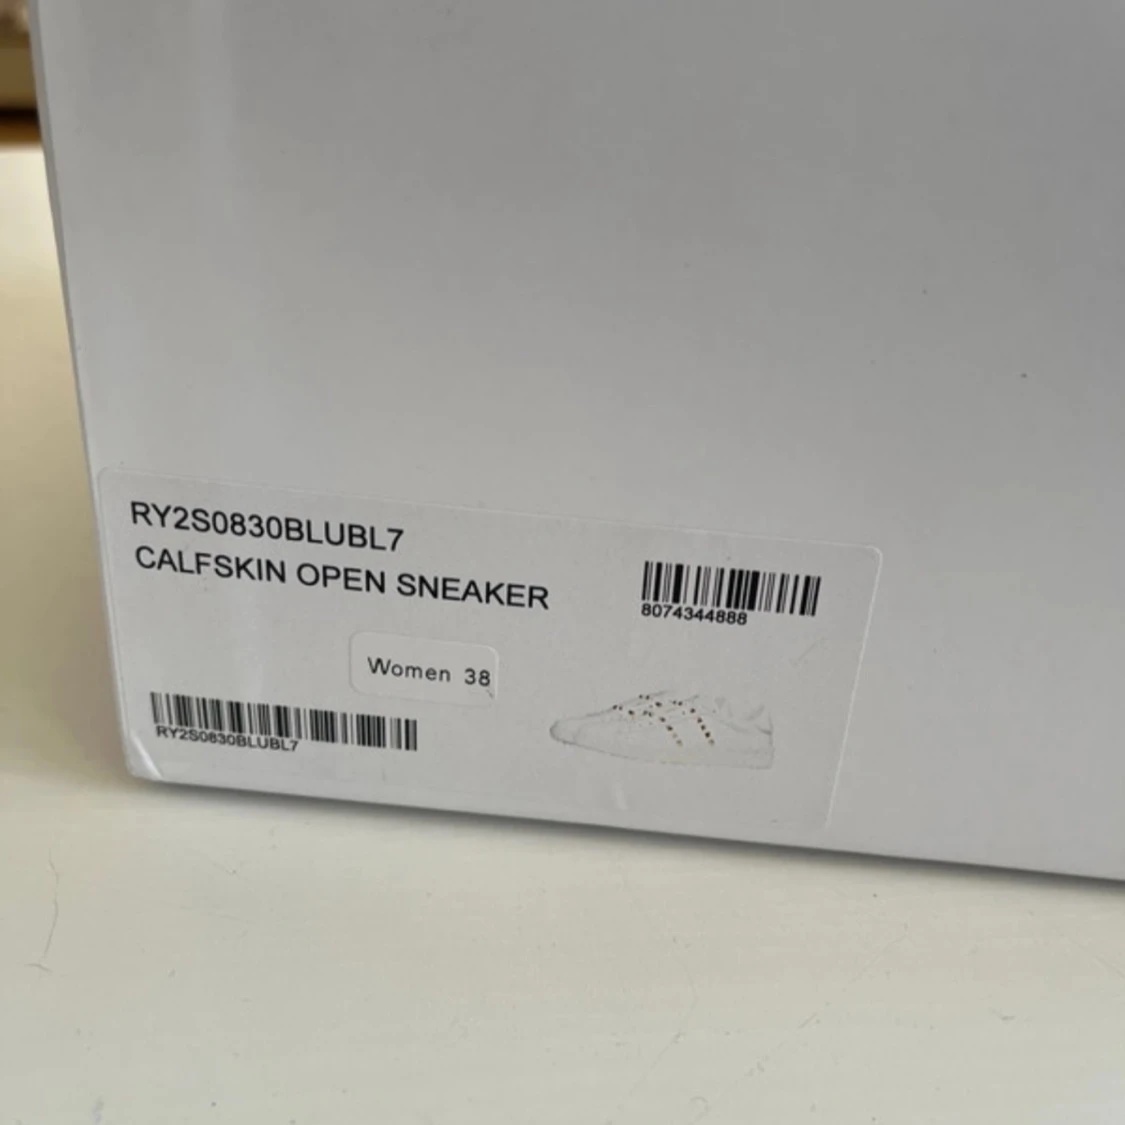 RY2S0830BLUBL7
CALFSKIN OPEN SNEAKER
8074344888
Women 38
RY2S0830BLUBL7